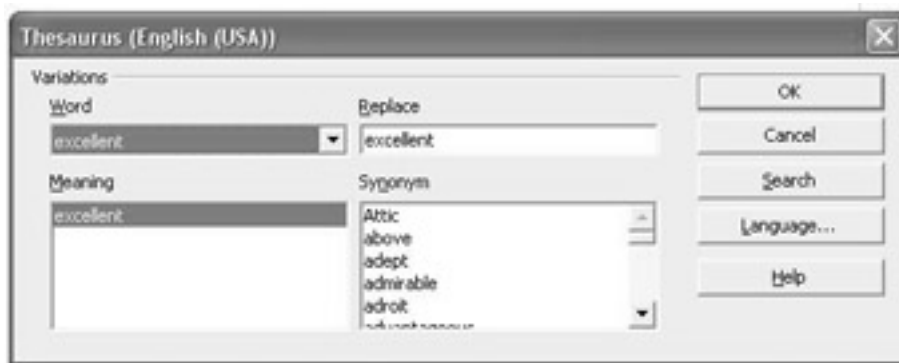 Thesaurus (English (USA))
Variations
Word
excellent
Replace
excellent
Meaning
excellent
Synonym
Attic
above
adept
admirable
adroit
advantageous
OK
Cancel
Search
Language...
Help